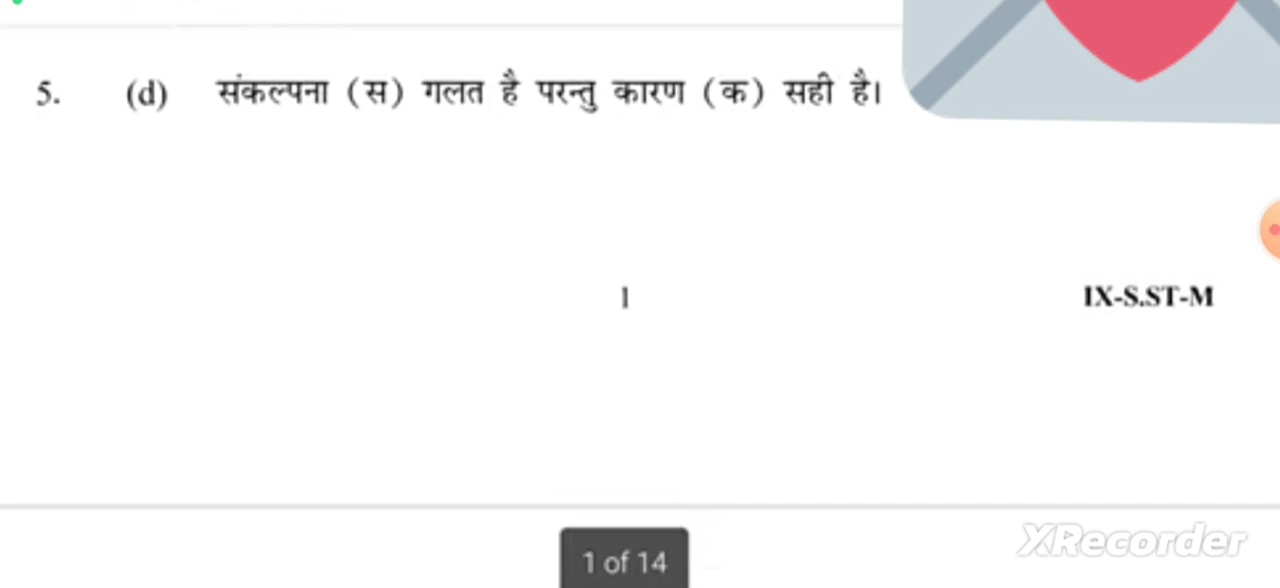 5. (d) संकल्पना (स) गलत है परन्तु कारण (क) सही है।
1
IX-S.ST-M
XRecorder
1 of 14